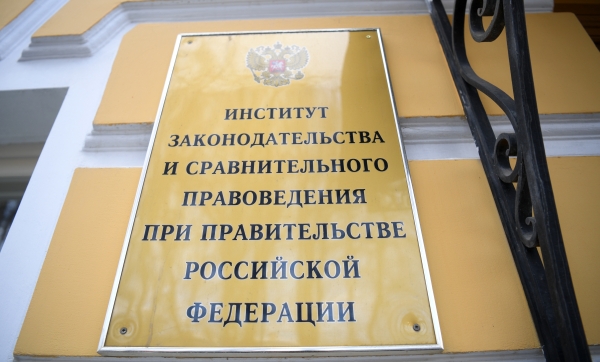 ИНСТИТУТ
ЗАКОНОДАТЕЛЬСТВА
И СРАВНИТЕЛЬНОГО
ПРАВОВЕДЕНИЯ
ПРИ ПРАВИТЕЛЬСТВЕ
РОССИЙСКОЙ
ФЕДЕРАЦИИ